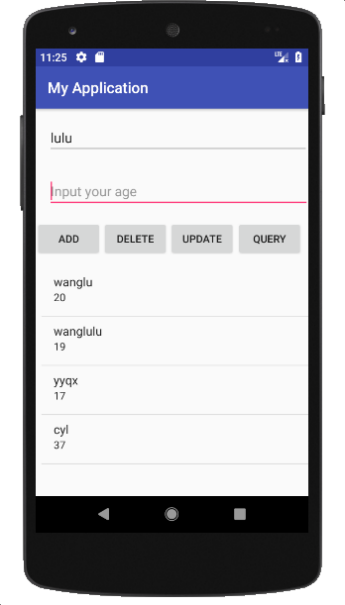 11:25
My Application
lulu
Input your age
ADD DELETE UPDATE QUERY
wanglu
20
wanglulu
19
yyqx
17
cyl
37